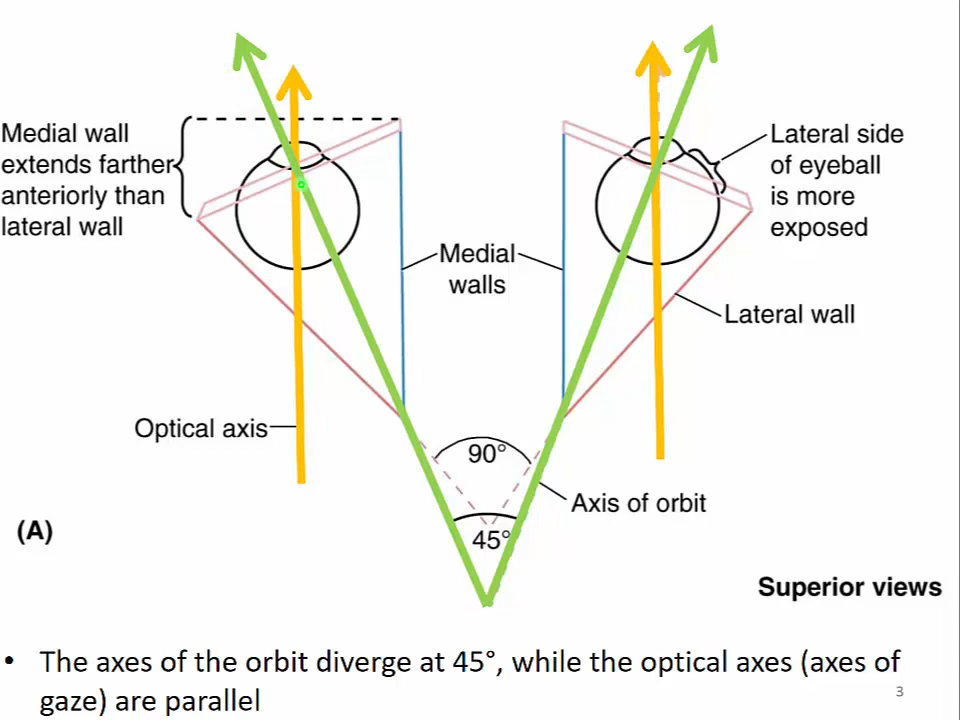 Medial wall
extends farther
anteriorly than
lateral wall
Lateral side
of eyeball
is more
exposed
Medial
walls
Lateral wall
Optical axis
90°
Axis of orbit
(A)
45°
Superior views
• The axes of the orbit diverge at 45°, while the optical axes (axes of
gaze) are parallel
3